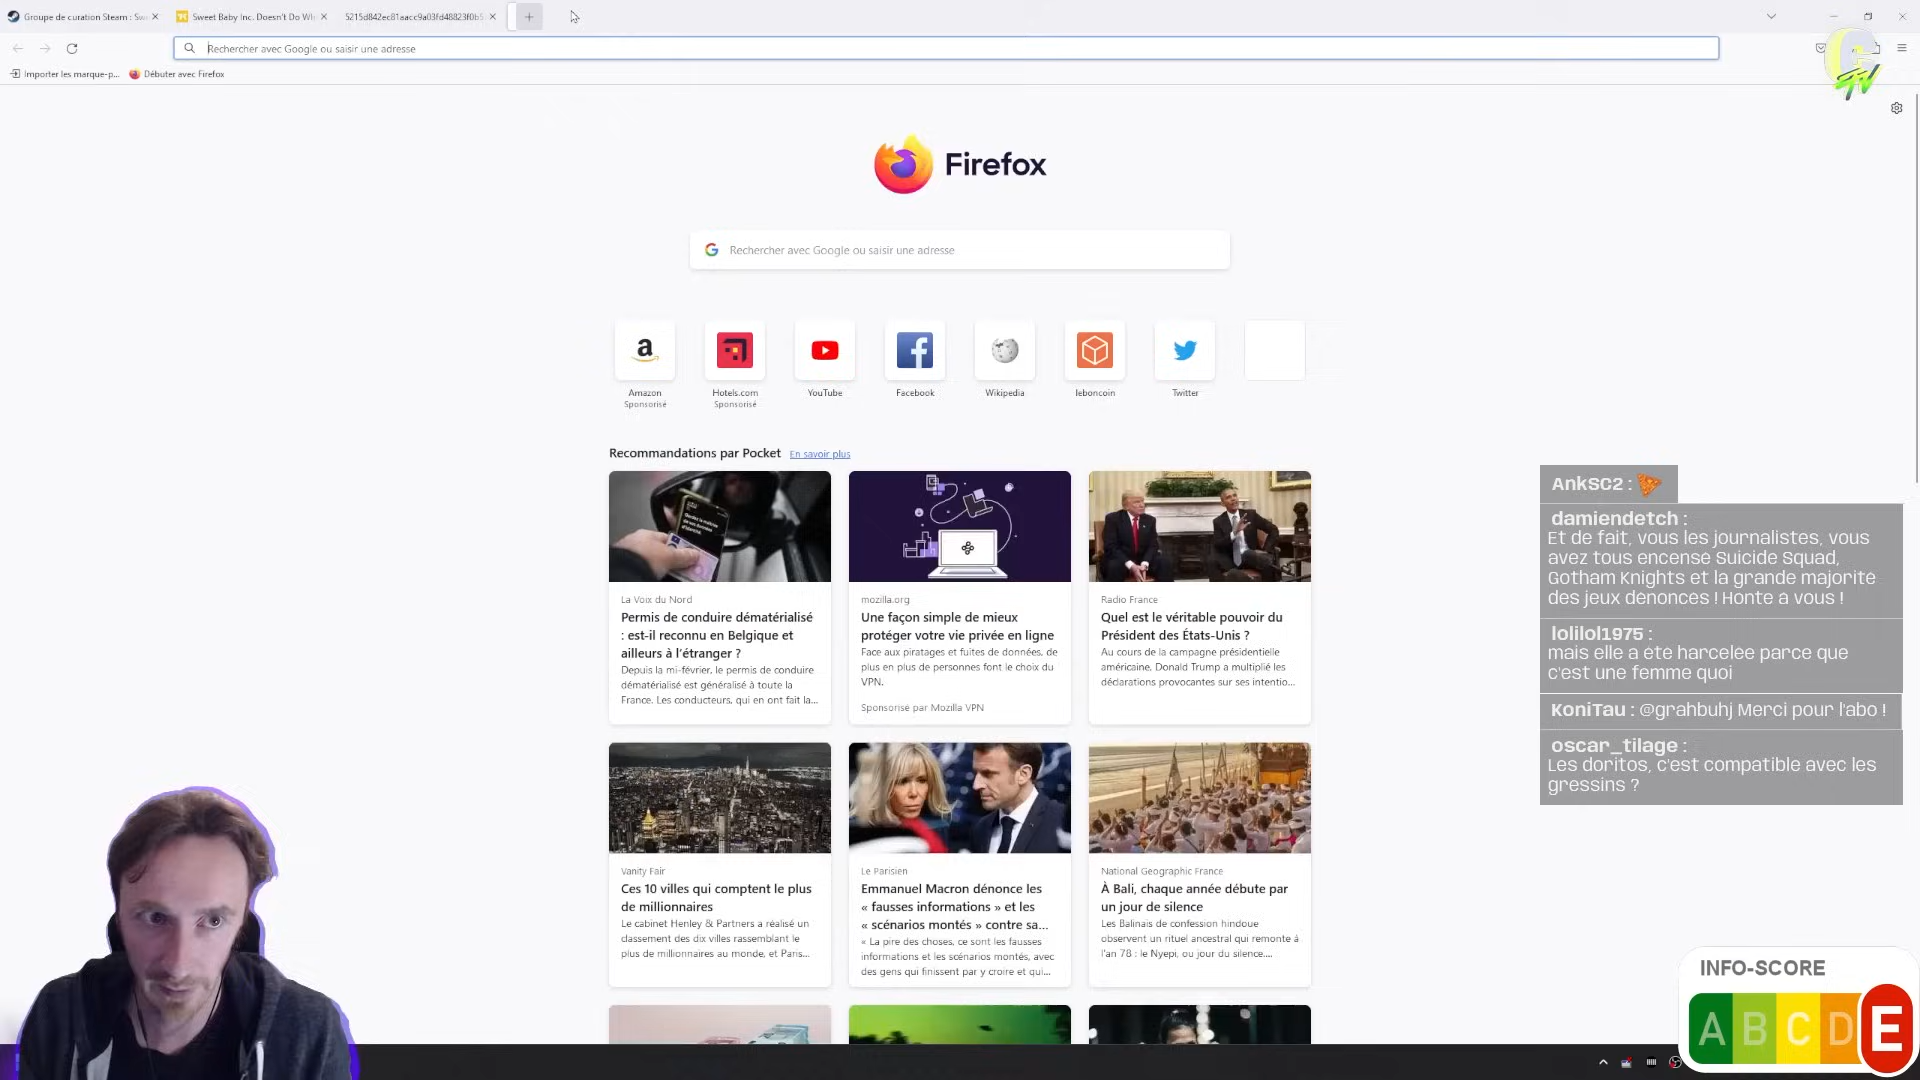 Groupe de curation Steam : Sw
Sweet Baby Inc. Doesn't Do Wh
5215d842ec81aacc9a03fd48823f0b5
Rechercher avec Google ou saisir une adresse
Importer les marque-p...
Débuter avec Firefox
Firefox
Rechercher avec Google ou saisir une adresse
Amazon
Sponsorisé
Hotels.com
Sponsorisé
YouTube
Facebook
Wikipedia
leboncoin
Twitter
Recommandations par Pocket
En savoir plus
La Voix du Nord
Permis de conduire dématérialisé
: est-il reconnu en Belgique et
ailleurs à l'étranger ?
Depuis la mi-février, le permis de conduire
dématérialisé est généralisé à toute la
France. Les conducteurs, qui en ont fait la...
mozilla.org
Une façon simple de mieux
protéger votre vie privée en ligne
Face aux piratages et fuites de données, de
plus en plus de personnes font le choix du
VPN.
Sponsorisé par Mozilla VPN
Radio France
Quel est le véritable pouvoir du
Président des États-Unis ?
Au cours de la campagne présidentielle
américaine, Donald Trump a multiplié les
déclarations provocantes sur ses intentio...
Vanity Fair
Ces 10 villes qui comptent le plus
de millionnaires
Le cabinet Henley & Partners a réalisé un
classement des dix villes rassemblant le
plus de millionnaires au monde, et Paris...
Le Parisien
Emmanuel Macron dénonce les
« fausses informations » et les
« scénarios montés » contre sa...
« La pire des choses, ce sont les fausses
informations et les scénarios montés, avec
des gens qui finissent par y croire et qui...
National Geographic France
À Bali, chaque année débute par
un jour de silence
Les Balinais de confession hindoue
observent un rituel ancestral qui remonte à
l'an 78 : le Nyepi, ou jour du silence....
AnkSC2 :
damiendetch :
Et de fait, vous les journalistes, vous
avez tous encensé Suicide Squad,
Gotham Knights et la grande majorité
des jeux dénoncés ! Honte à vous !
lolilol1975 :
mais elle a été harcelée parce que
c'est une femme quoi
KoniTau : @grahbuhj Merci pour l'abo !
oscar_tilage :
Les doritos, c'est compatible avec les
gressins ?
INFO-SCORE
A B C D E